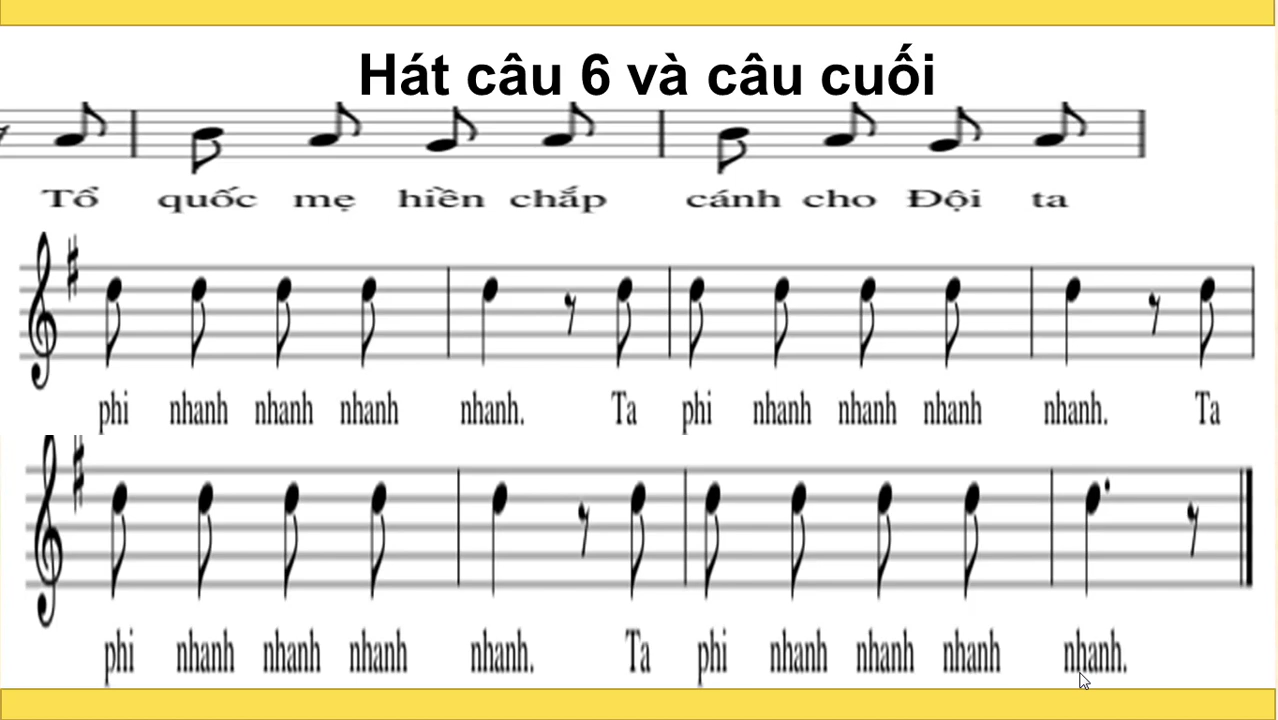 Hát câu 6 và câu cuối
Tổ quốc mẹ hiền chắp cánh cho Đội ta
phi nhanh nhanh nhanh nhanh. Ta phi nhanh nhanh nhanh nhanh. Ta
phi nhanh nhanh nhanh nhanh. Ta phi nhanh nhanh nhanh nhanh.